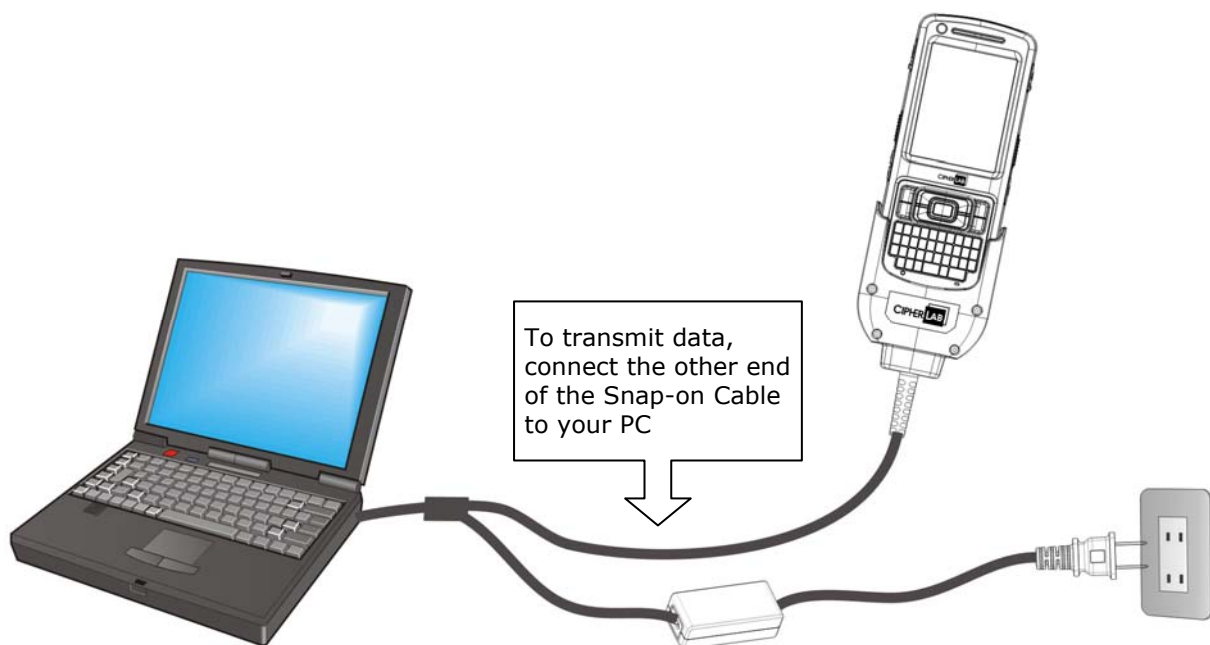 CIPHERLAB
CIPHERLAB
To transmit data,
connect the other end
of the Snap-on Cable
to your PC